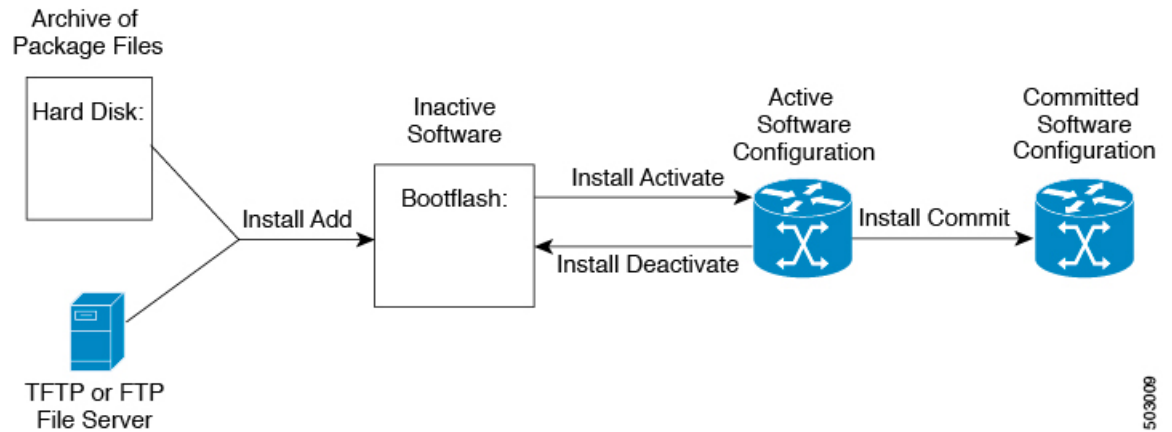 Archive of
Package Files
Hard Disk:
TFTP or FTP
File Server
Install Add
Inactive
Software
Bootflash:
Install Activate
Install Deactivate
Active
Software
Configuration
Install Commit
Committed
Software
Configuration
503009